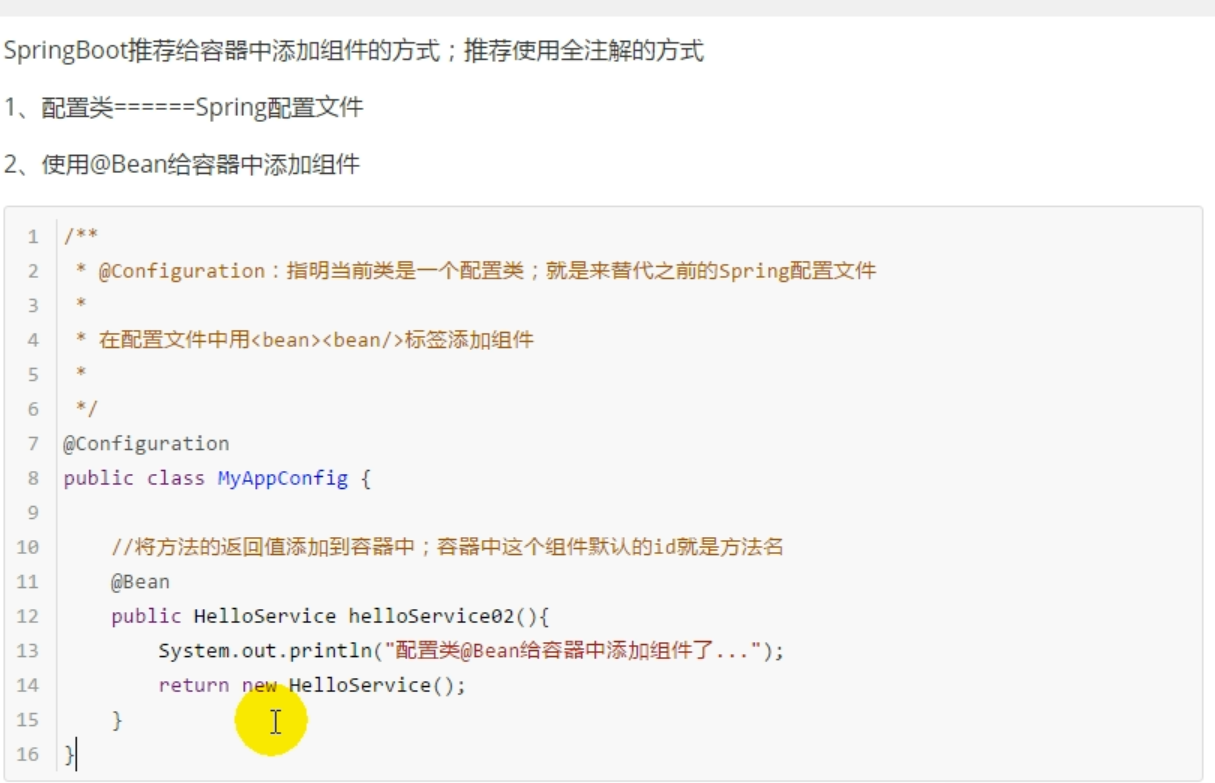 SpringBoot推荐给容器中添加组件的方式；推荐使用全注解的方式
1、配置类======Spring配置文件
2、使用@Bean给容器中添加组件
1 /**
2  * @Configuration：指明当前类是一个配置类；就是来替代之前的Spring配置文件
3  *
4  * 在配置文件中用<bean><bean/>标签添加组件
5  *
6  */
7 @Configuration
8 public class MyAppConfig {
9
10     //将方法的返回值添加到容器中；容器中这个组件默认的id就是方法名
11     @Bean
12     public HelloService helloService02(){
13         System.out.println("配置类@Bean给容器中添加组件了...");
14         return new HelloService();
15     }
16 }